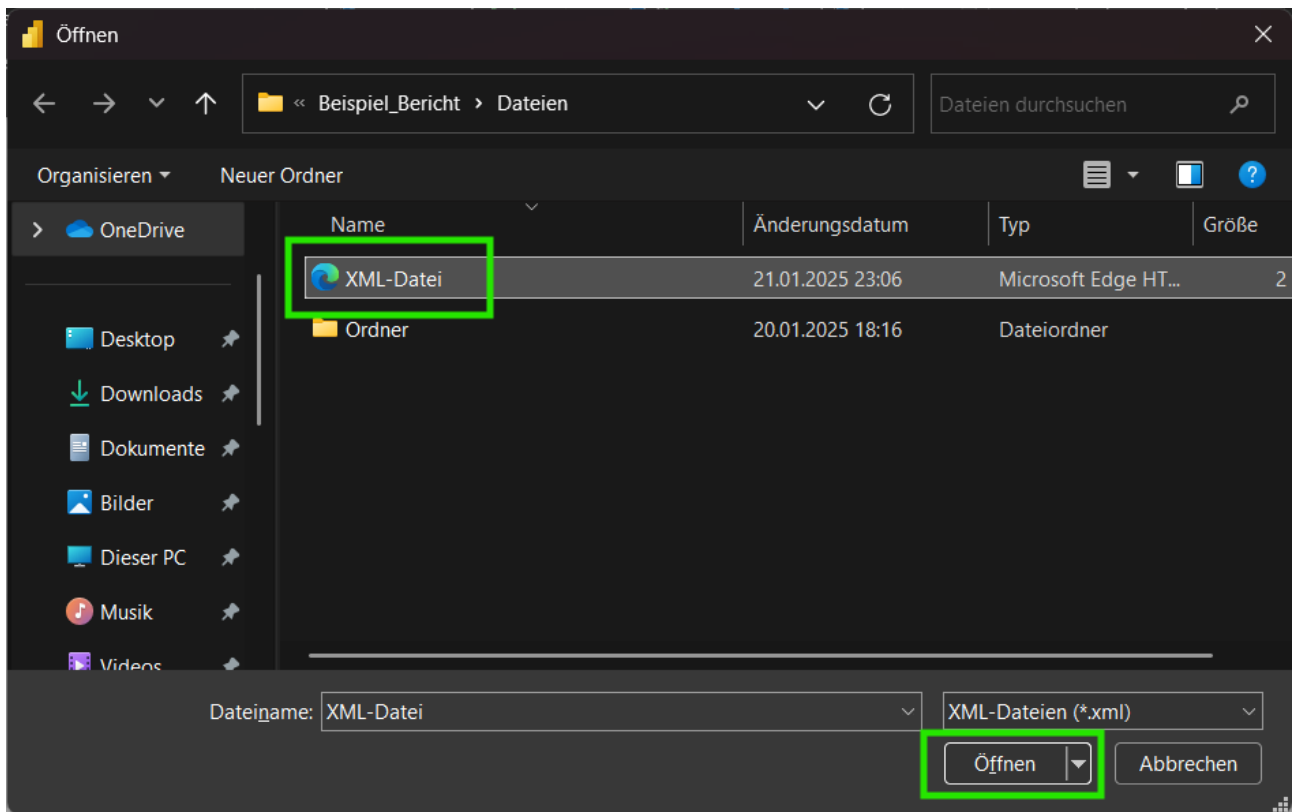 Öffnen
« Beispiel_Bericht > Dateien
Dateien durchsuchen
Organisieren
Neuer Ordner
?
OneDrive
Name Änderungsdatum Typ Größe
XML-Datei 21.01.2025 23:06 Microsoft Edge HT... 2
Ordner 20.01.2025 18:16 Dateiordner
Desktop
Downloads
Dokumente
Bilder
Dieser PC
Musik
Videos
Dateiname: XML-Datei
XML-Dateien (*.xml)
Öffnen
Abbrechen